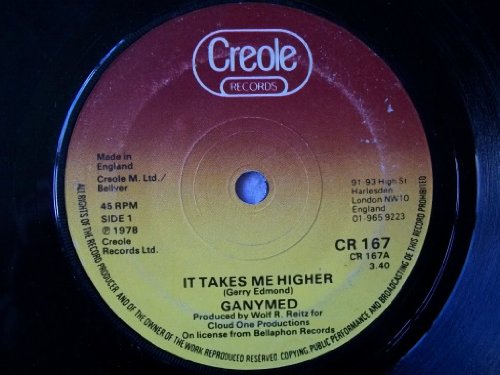 Creole
RECORDS
Made in
England
Creole M. Ltd./
Bellver
45 RPM
SIDE 1
℗ 1978
Creole
Records Ltd.
91-93 High St
Harlesden
London NW10
England
01-965 9223
CR 167
CR 167A
3.40
IT TAKES ME HIGHER
(Gerry Edmond)
GANYMED
Produced by Wolf R. Reitz for
Cloud One Productions
On license from Bellaphon Records
ALL RIGHTS OF THE RECORD PRODUCER, AND OF THE OWNER OF THE WORK REPRODUCED RESERVED. COPYING, PUBLIC PERFORMANCE AND BROADCASTING OF THIS RECORD PROHIBITED